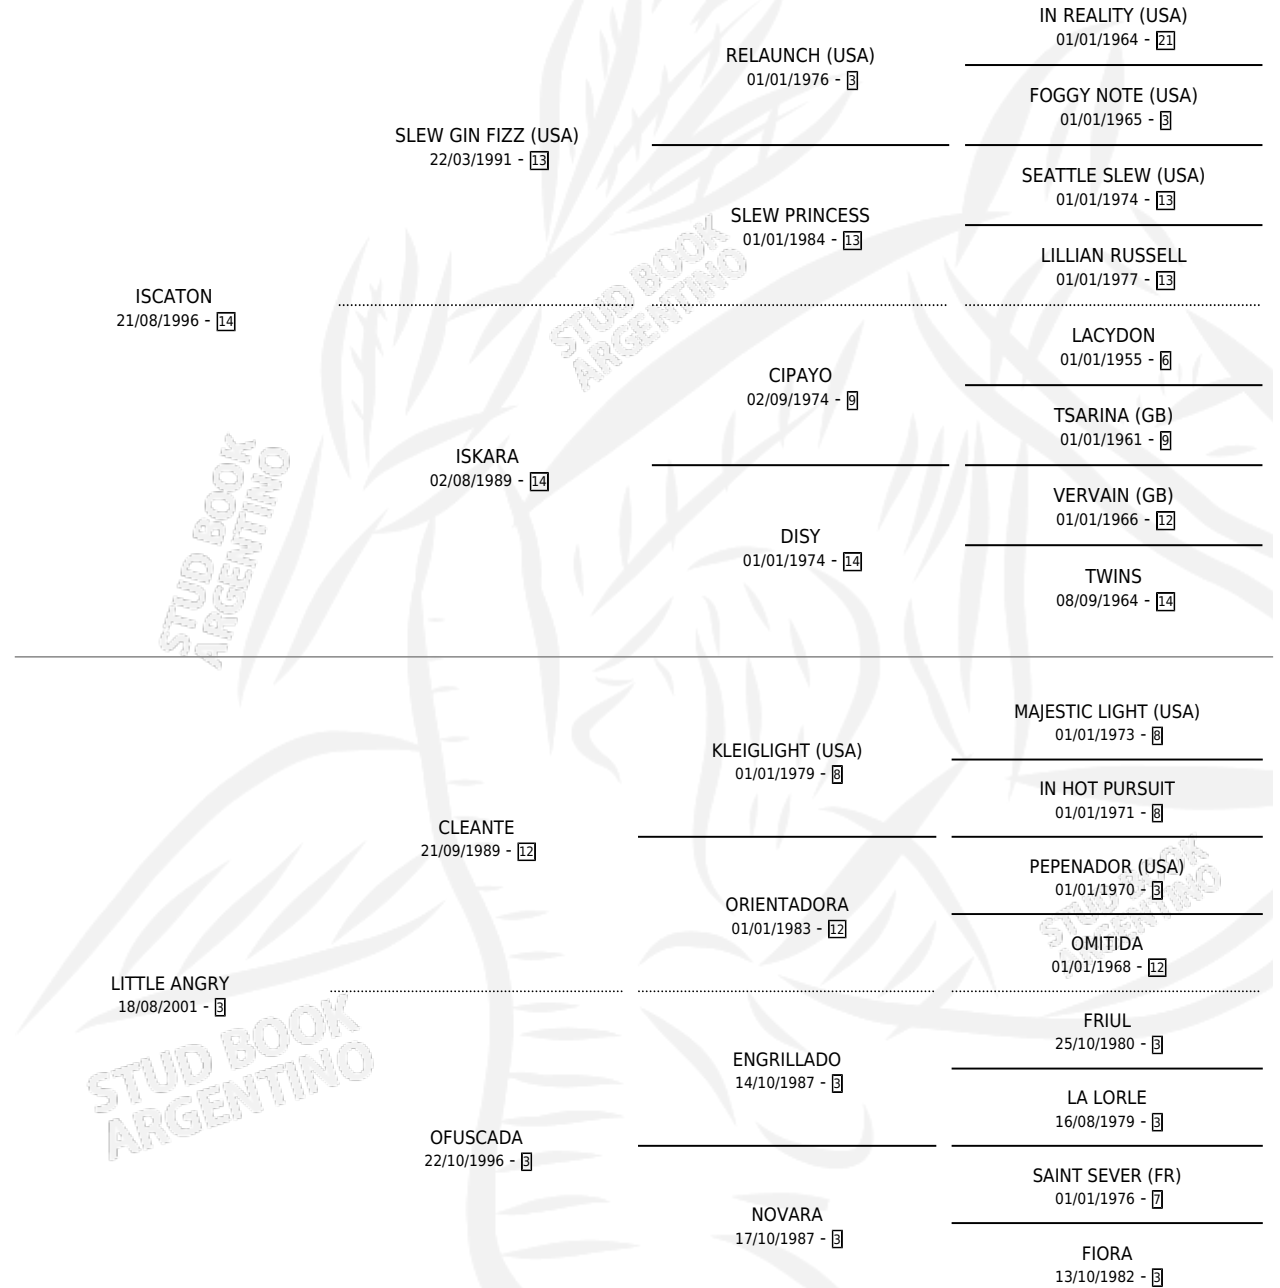 IN REALITY (USA)
01/01/1964 - 21
RELAUNCH (USA)
01/01/1976 - 3
FOGGY NOTE (USA)
01/01/1965 - 3
SLEW GIN FIZZ (USA)
22/03/1991 - 13
SEATTLE SLEW (USA)
01/01/1974 - 13
SLEW PRINCESS
01/01/1984 - 13
LILLIAN RUSSELL
01/01/1977 - 13
ISCATON
21/08/1996 - 14
STUD BOOK
ARGENTINO
LACYDON
01/01/1955 - 6
CIPAYO
02/09/1974 - 9
TSARINA (GB)
01/01/1961 - 9
ISKARA
02/08/1989 - 14
VERVAIN (GB)
01/01/1966 - 12
DISY
01/01/1974 - 14
TWINS
08/09/1964 - 14
STUD BOOK
ARGENTINO
MAJESTIC LIGHT (USA)
01/01/1973 - 8
KLEIGLIGHT (USA)
01/01/1979 - 8
IN HOT PURSUIT
01/01/1971 - 8
CLEANTE
21/09/1989 - 12
PEPENADOR (USA)
01/01/1970 - 3
ORIENTADORA
01/01/1983 - 12
OMITIDA
01/01/1968 - 12
STUD BOOK
ARGENTINO
LITTLE ANGRY
18/08/2001 - 3
FRIUL
25/10/1980 - 3
ENGRILLADO
14/10/1987 - 3
LA LORLE
16/08/1979 - 3
STUD BOOK
ARGENTINO
OFUSCADA
22/10/1996 - 3
SAINT SEVER (FR)
01/01/1976 - 7
NOVARA
17/10/1987 - 3
FIORA
13/10/1982 - 3